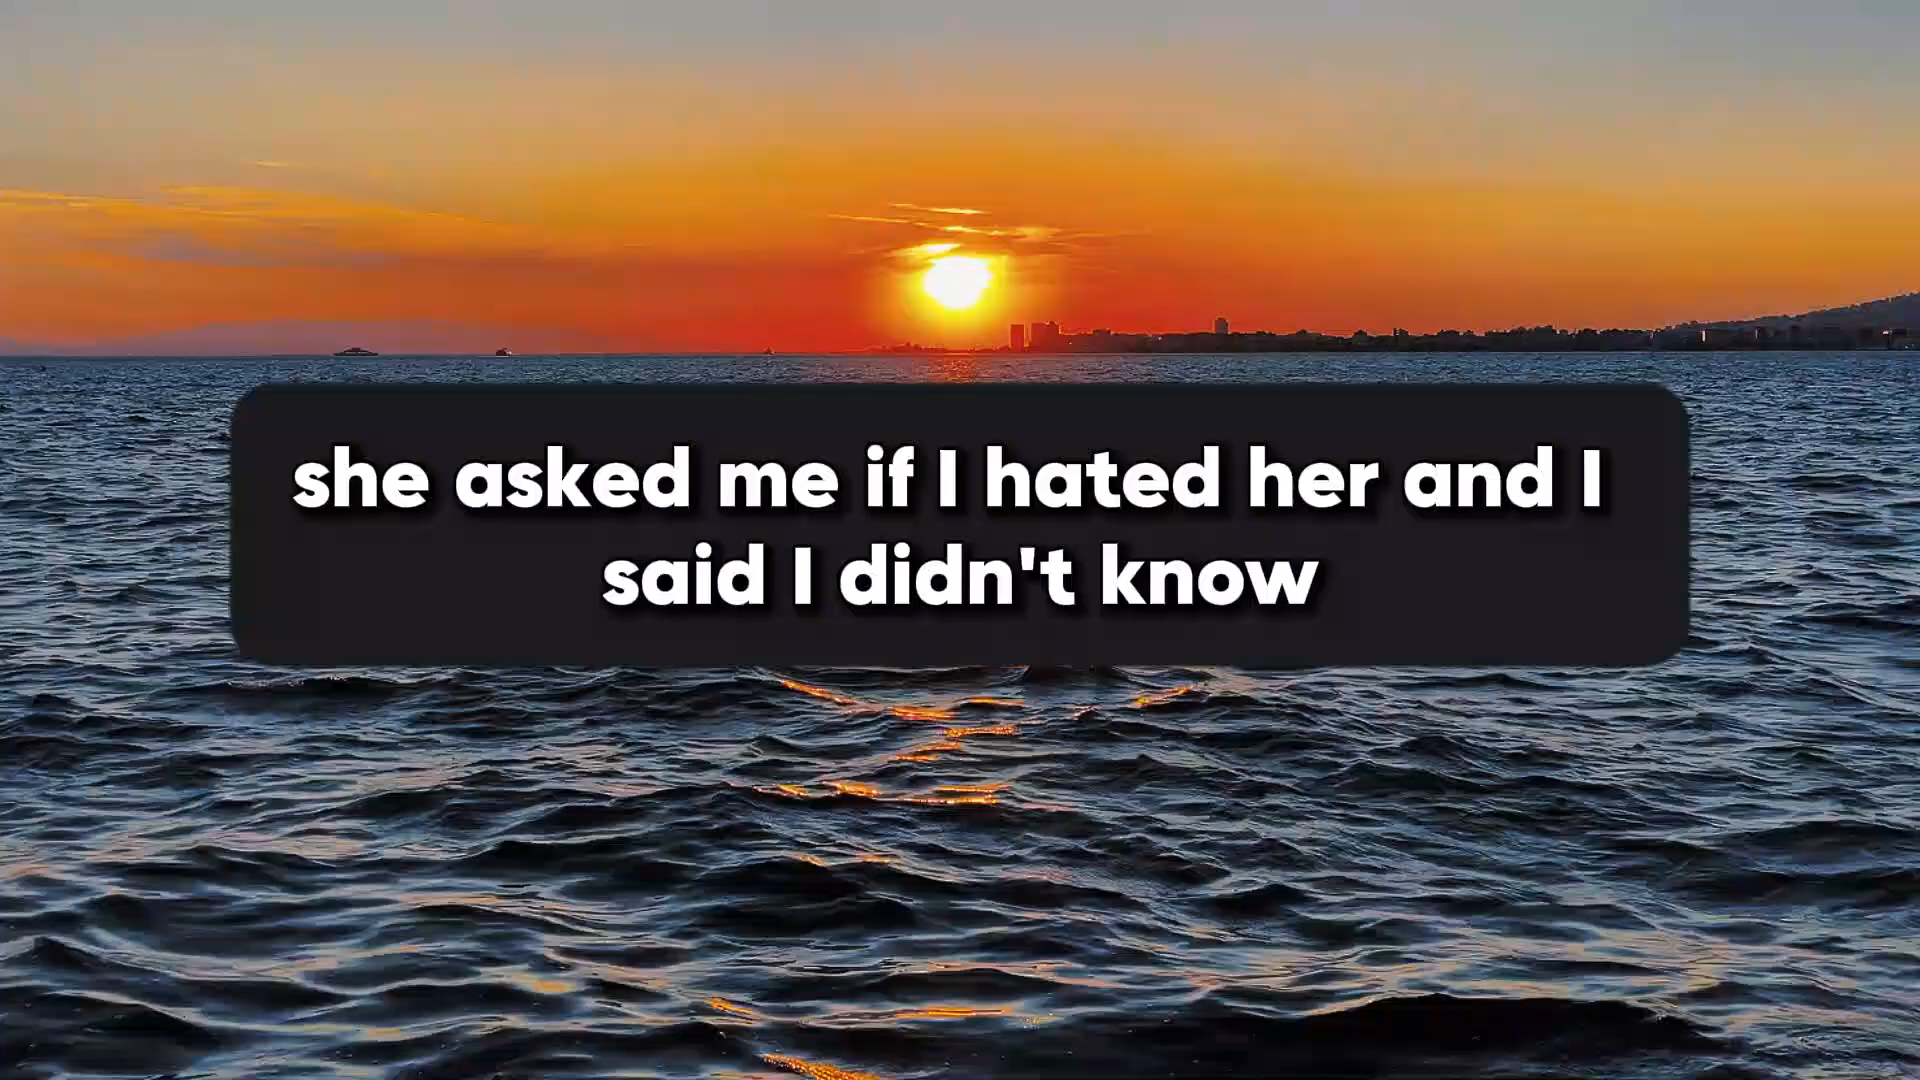 she asked me if I hated her and I
said I didn't know